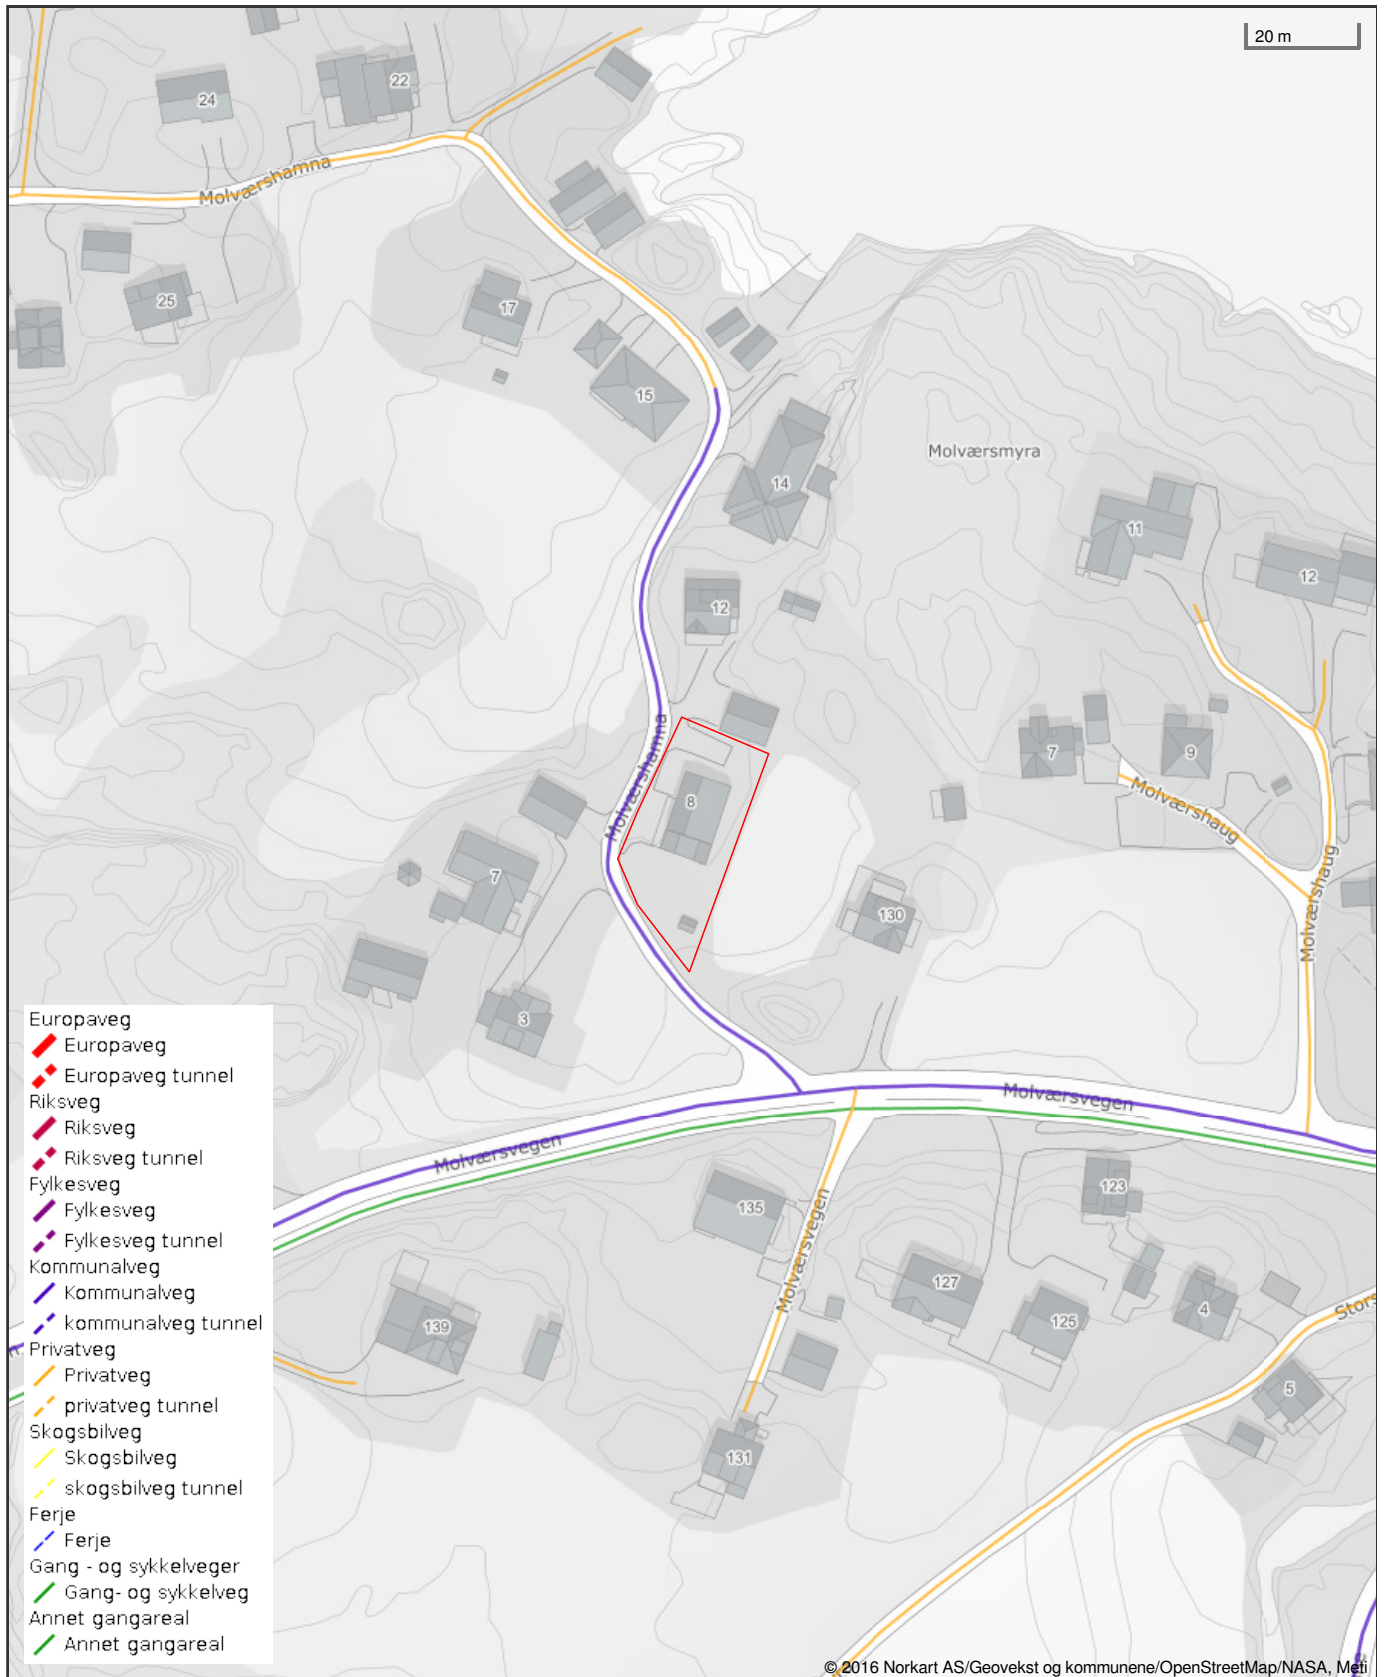 20 m
22
24
Molværshamna
25
17
15
14
Molværsmyra
11
12
12
Molværshamna
7
9
8
Molværshaug
7
130
Molværshaug
3
Molværsvegen
Molværsvegen
135
123
Molværsvegen
127
125
4
139
5
131
Europaveg
Europaveg
Europaveg tunnel
Riksveg
Riksveg
Riksveg tunnel
Fylkesveg
Fylkesveg
Fylkesveg tunnel
Kommunalveg
Kommunalveg
kommunalveg tunnel
Privatveg
Privatveg
privatveg tunnel
Skogsbilveg
Skogsbilveg
skogsbilveg tunnel
Ferje
Ferje
Gang - og sykkelveger
Gang- og sykkelveg
Annet gangareal
Annet gangareal
© 2016 Norkart AS/Geovekst og kommunene/OpenStreetMap/NASA, Meti